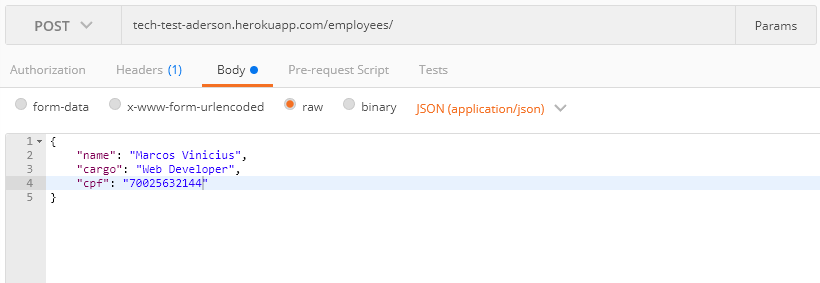 POST tech-test-aderson.herokuapp.com/employees/ Params
Authorization Headers (1) Body Pre-request Script Tests
form-data x-www-form-urlencoded raw binary JSON (application/json)
1 {
2 "name": "Marcos Vinicius",
3 "cargo": "Web Developer",
4 "cpf": "70025632144"
5 }